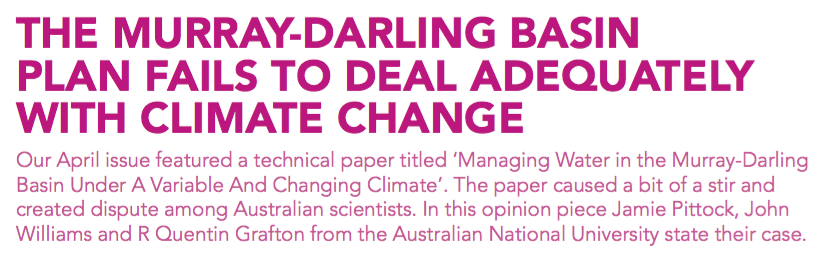 THE MURRAY-DARLING BASIN
PLAN FAILS TO DEAL ADEQUATELY
WITH CLIMATE CHANGE
Our April issue featured a technical paper titled ‘Managing Water in the Murray-Darling
Basin Under A Variable And Changing Climate’. The paper caused a bit of a stir and
created dispute among Australian scientists. In this opinion piece Jamie Pittock, John
Williams and R Quentin Grafton from the Australian National University state their case.